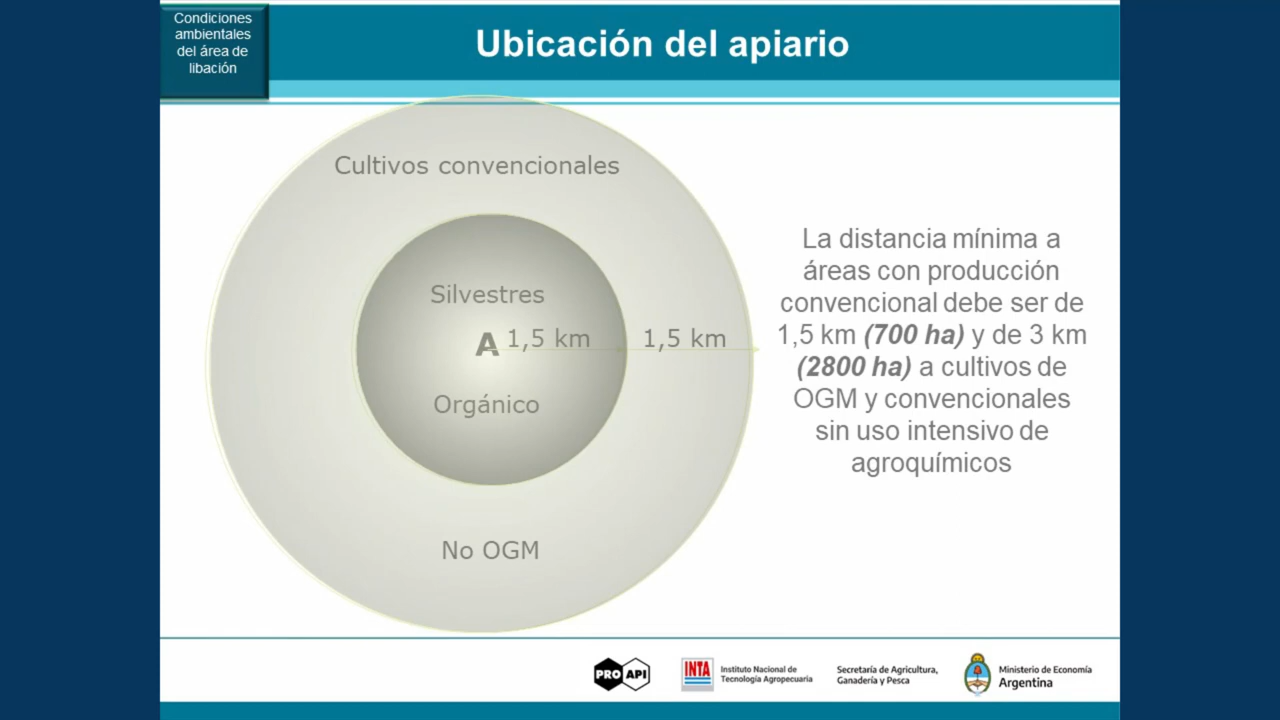 Condiciones
ambientales
del área de
libación
Ubicación del apiario
Cultivos convencionales
Silvestres
A 1,5 km
1,5 km
Orgánico
No OGM
La distancia mínima a
áreas con producción
convencional debe ser de
1,5 km (700 ha) y de 3 km
(2800 ha) a cultivos de
OGM y convencionales
sin uso intensivo de
agroquímicos
PRO API
INTA
Instituto Nacional de
Tecnología Agropecuaria
Secretaría de Agricultura,
Ganadería y Pesca
Ministerio de Economía
Argentina